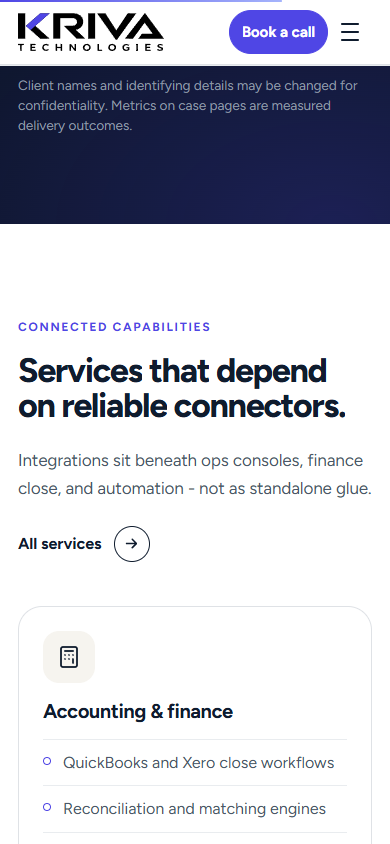 KRIVA
TECHNOLOGIES
Book a call
Client names and identifying details may be changed for
confidentiality. Metrics on case pages are measured
delivery outcomes.
CONNECTED CAPABILITIES
Services that depend
on reliable connectors.
Integrations sit beneath ops consoles, finance
close, and automation - not as standalone glue.
All services
Accounting & finance
QuickBooks and Xero close workflows
Reconciliation and matching engines